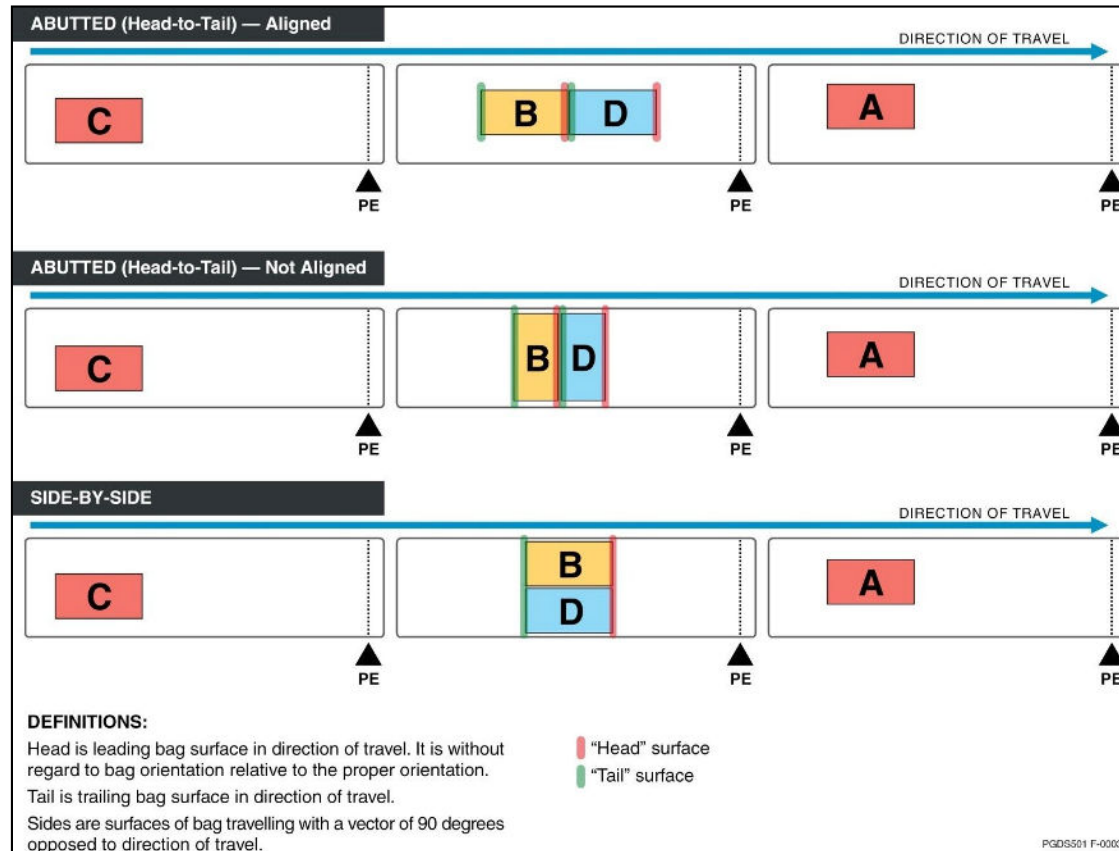 ABUTTED (Head-to-Tail) — Aligned
DIRECTION OF TRAVEL
C
B
D
A
PE
PE
PE
ABUTTED (Head-to-Tail) — Not Aligned
DIRECTION OF TRAVEL
C
B
D
A
PE
PE
PE
SIDE-BY-SIDE
DIRECTION OF TRAVEL
C
B
D
A
PE
PE
PE
DEFINITIONS:
Head is leading bag surface in direction of travel. It is without
regard to bag orientation relative to the proper orientation.
Tail is trailing bag surface in direction of travel.
Sides are surfaces of bag travelling with a vector of 90 degrees
opposed to direction of travel.
"Head" surface
"Tail" surface